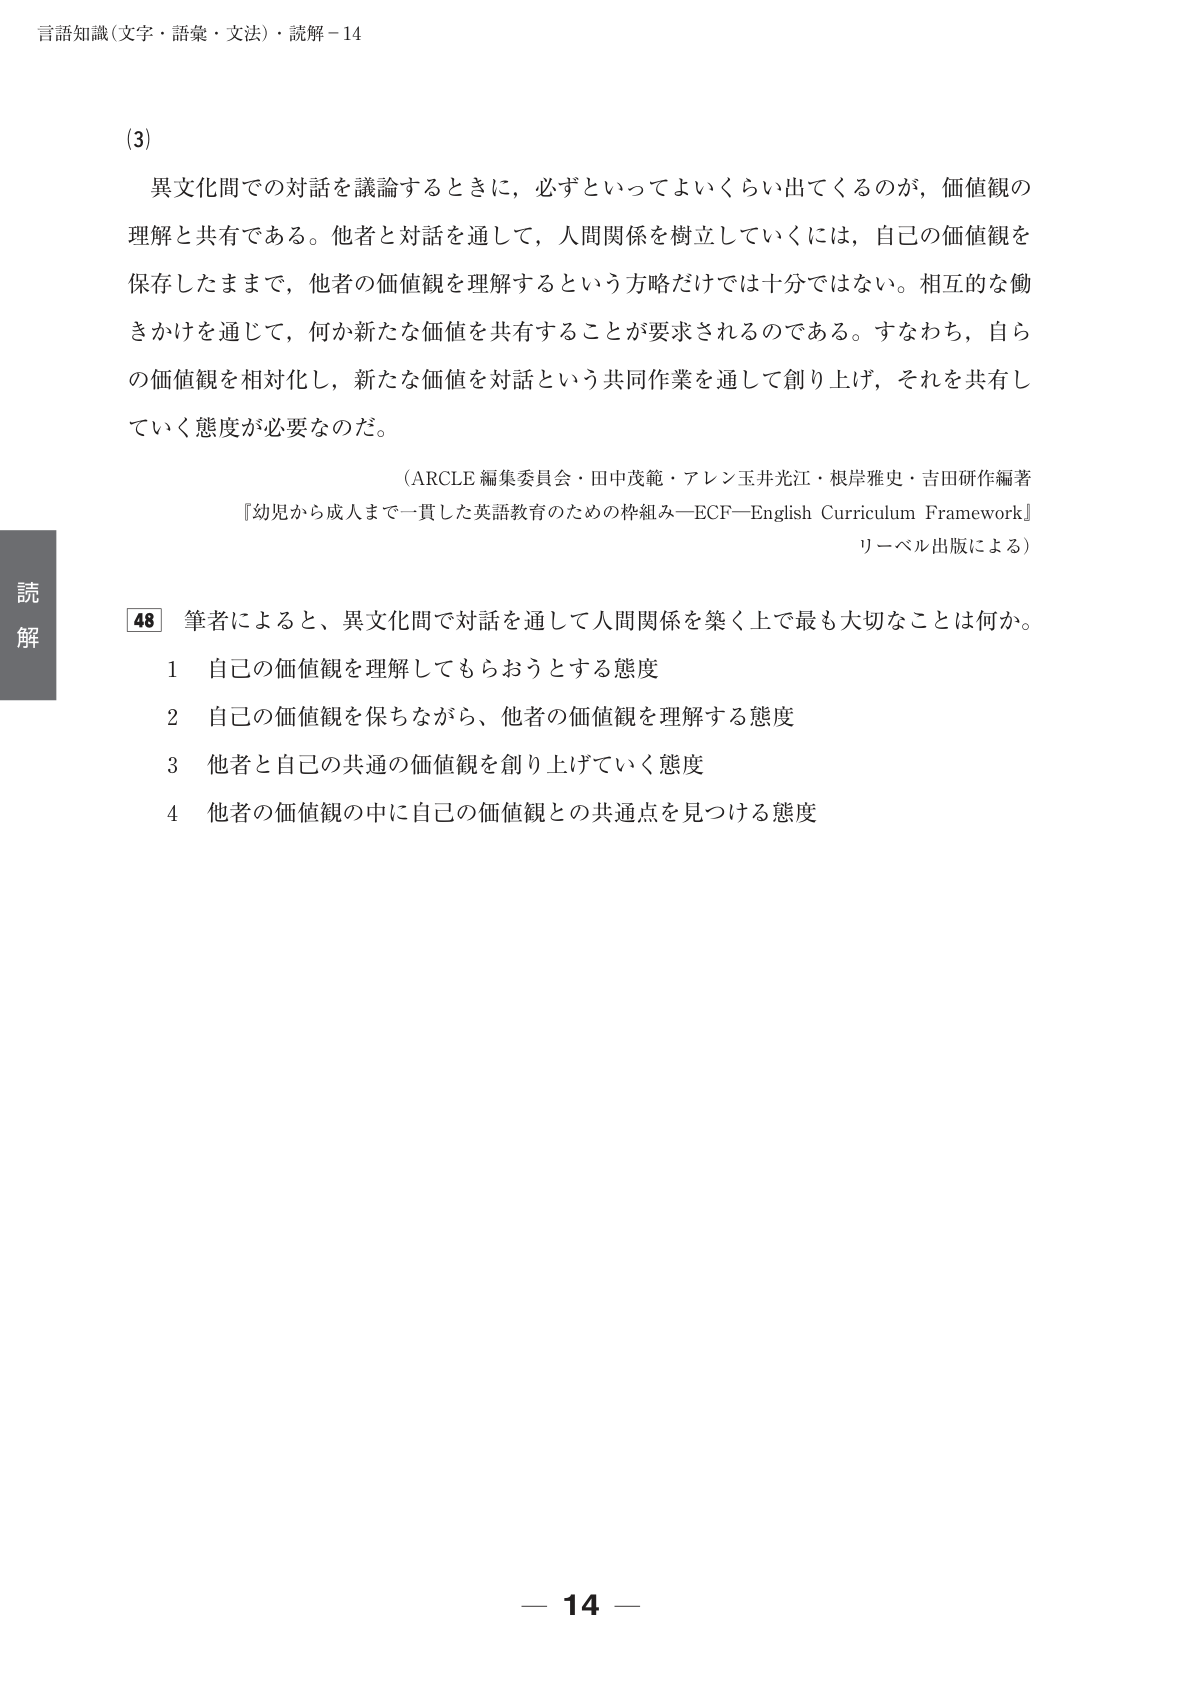 言語知識(文字・語彙・文法)・読解－14
(3)
異文化間での対話を議論するときに，必ずといってよいくらい出てくるのが，価値観の
理解と共有である。他者と対話を通して，人間関係を樹立していくには，自己の価値観を
保存したままで，他者の価値観を理解するという方略だけでは十分ではない。相互的な働
きかけを通じて，何か新たな価値を共有することが要求されるのである。すなわち，自ら
の価値観を相対化し，新たな価値を対話という共同作業を通して創り上げ，それを共有し
ていく態度が必要なのだ。
（ARCLE 編集委員会・田中茂範・アレン玉井光江・根岸雅史・吉田研作編著
『幼児から成人まで一貫した英語教育のための枠組み―ECF―English Curriculum Framework』
リーベル出版による）
読解
48 筆者によると、異文化間で対話を通して人間関係を築く上で最も大切なことは何か。
1 自己の価値観を理解してもらおうとする態度
2 自己の価値観を保ちながら、他者の価値観を理解する態度
3 他者と自己の共通の価値観を創り上げていく態度
4 他者の価値観の中に自己の価値観との共通点を見つける態度
— 14 —